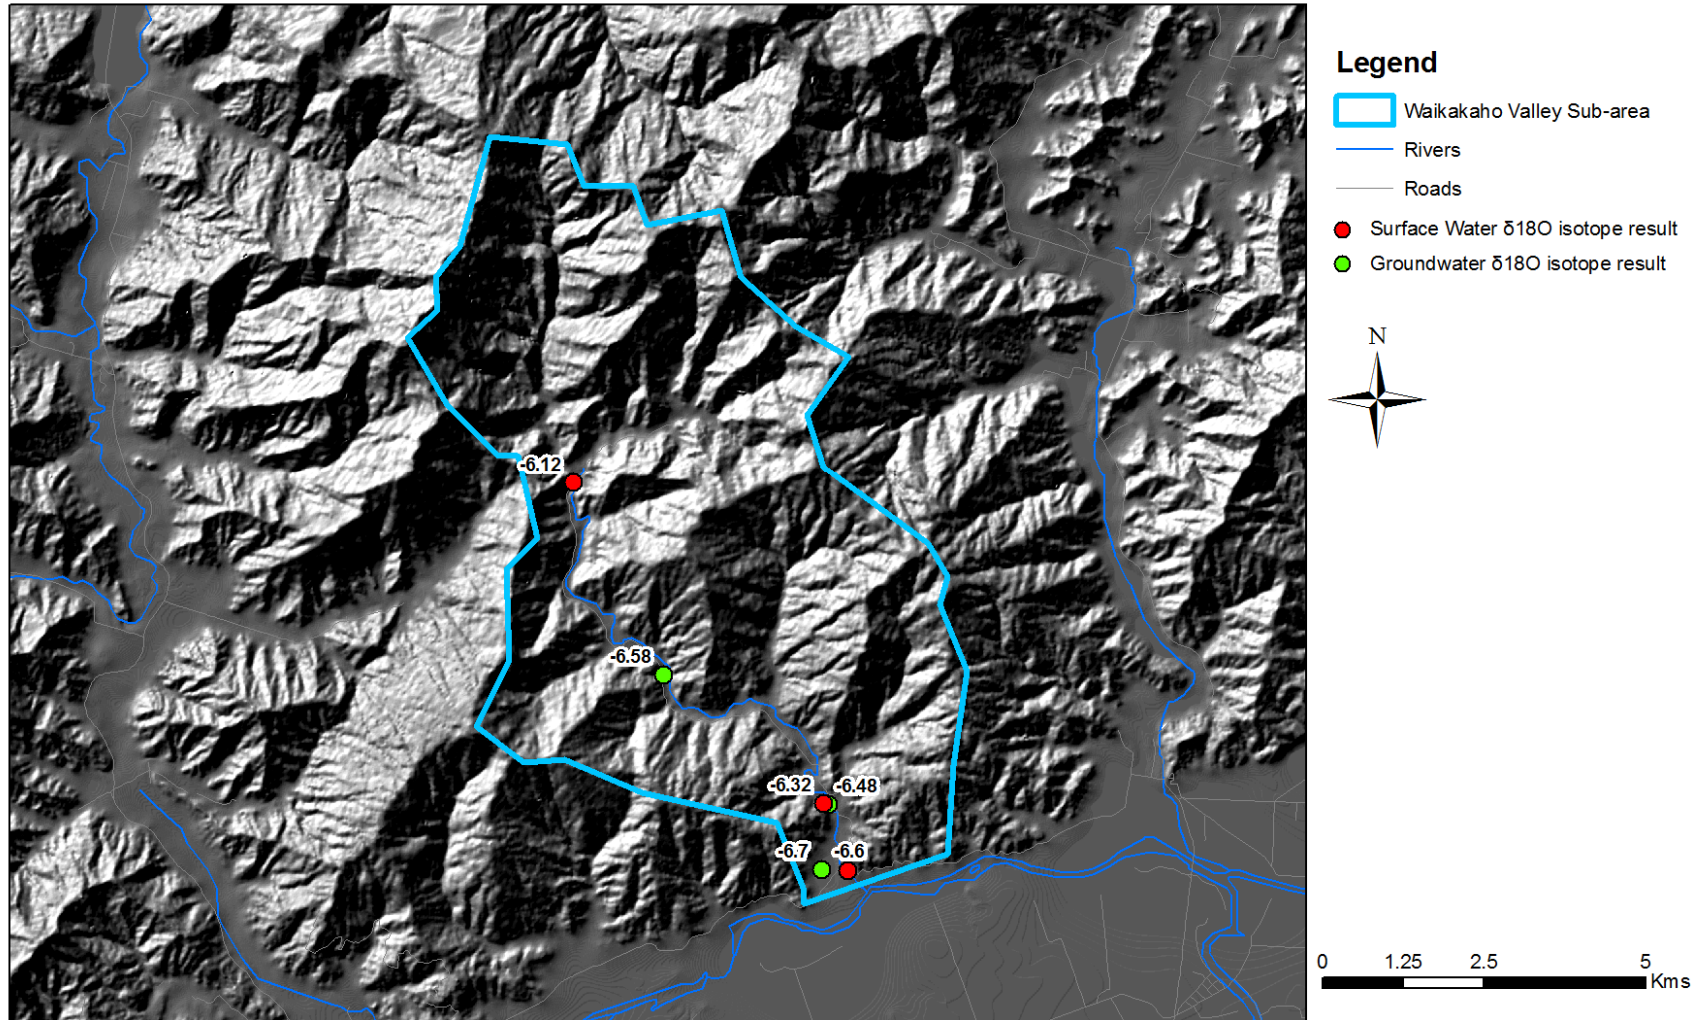 Legend
Waikakaho Valley Sub-area
Rivers
Roads
Surface Water δ18O isotope result
Groundwater δ18O isotope result
N
-6.12
-6.58
-6.32
-6.48
-6.7
-6.6
0 1.25 2.5 5
Kms